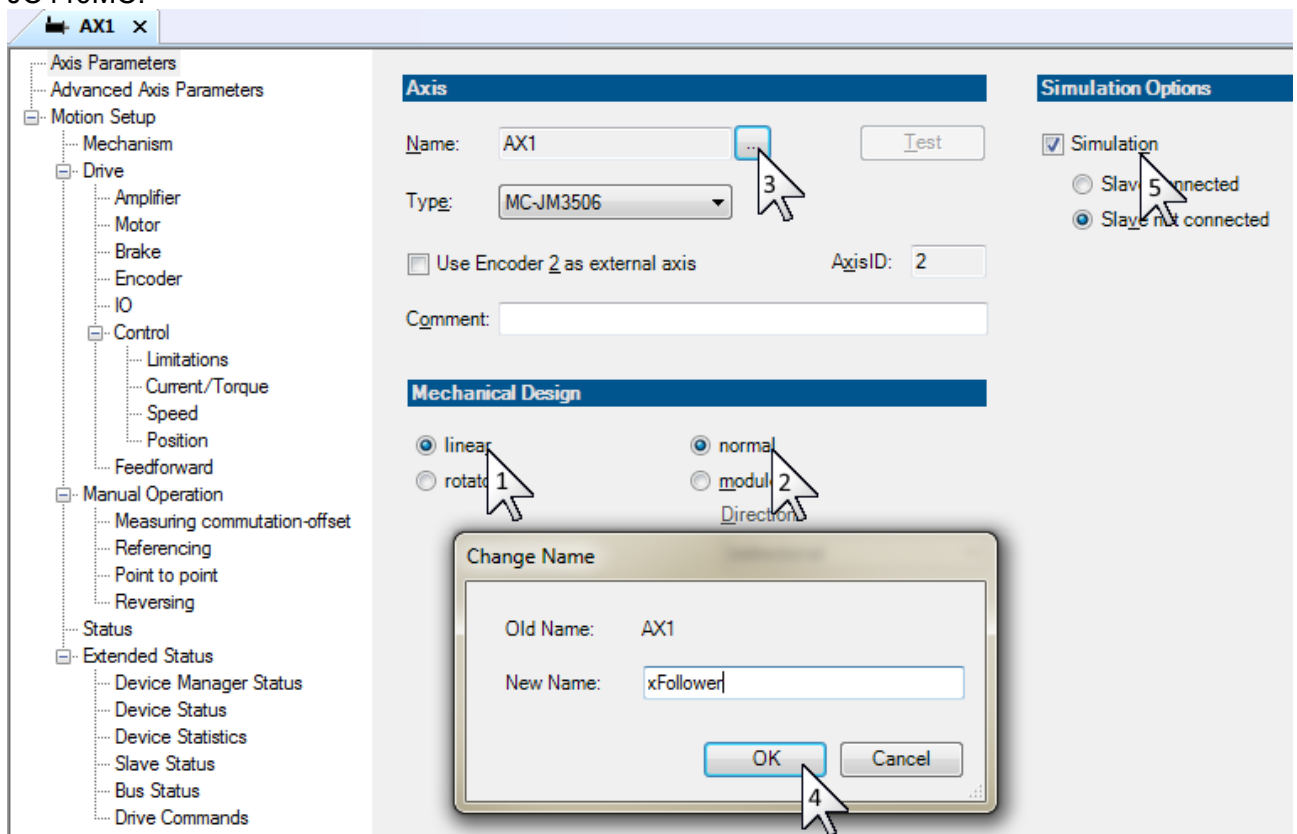 AX1
Axis Parameters
Advanced Axis Parameters
Motion Setup
Mechanism
Drive
Amplifier
Motor
Brake
Encoder
IO
Control
Limitations
Current/Torque
Speed
Position
Feedforward
Manual Operation
Measuring commutation-offset
Referencing
Point to point
Reversing
Status
Extended Status
Device Manager Status
Device Status
Device Statistics
Slave Status
Bus Status
Drive Commands
Axis
Name: AX1 ... Test
3
Type: MC-JM3506
Use Encoder 2 as external axis AxisID: 2
Comment:
Mechanical Design
linear normal
1 2
Direction
Change Name
Old Name: AX1
New Name: xFollower
OK Cancel
4
Simulation Options
Simulation
Slave connected
5
Slave not connected